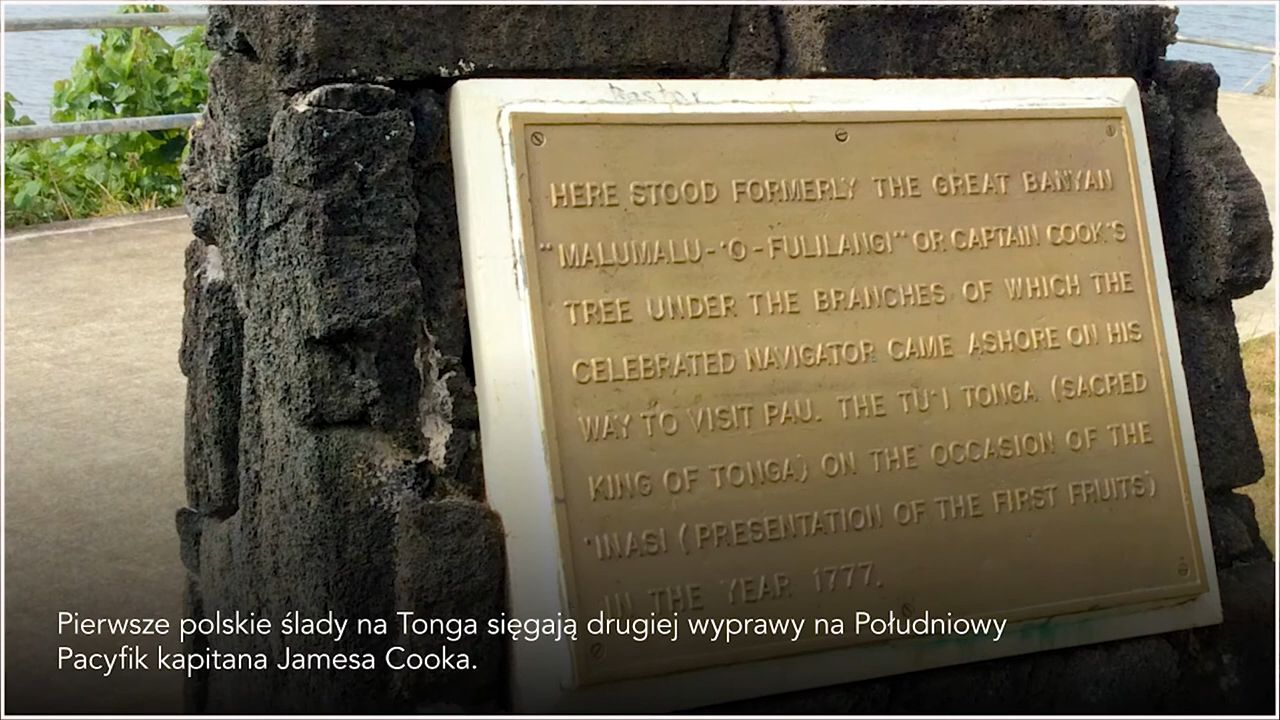 HERE STOOD FORMERLY THE GREAT BANYAN
"MALUMALU-'O-FULILANGI" OR CAPTAIN COOK'S
TREE UNDER THE BRANCHES OF WHICH THE
CELEBRATED NAVIGATOR CAME ASHORE ON HIS
WAY TO VISIT PAU. THE TU'I TONGA (SACRED
KING OF TONGA) ON THE OCCASION OF THE
'INASI (PRESENTATION OF THE FIRST FRUITS)
IN THE YEAR 1777.
Pierwsze polskie ślady na Tonga sięgają drugiej wyprawy na Południowy
Pacyfik kapitana Jamesa Cooka.